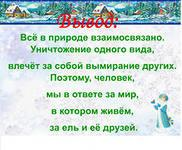 Вывод:
Всё в природе взаимосвязано.
Уничтожение одного вида,
влечёт за собой вымирание других.
Поэтому, человек,
мы в ответе за мир,
в котором живём,
за ель и её друзей.